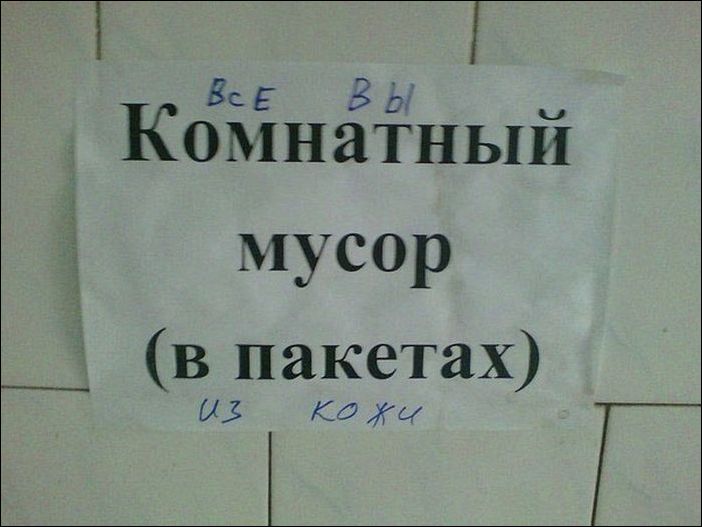 ВСЕ ВЫ
Комнатный
мусор
(в пакетах)
из кожи